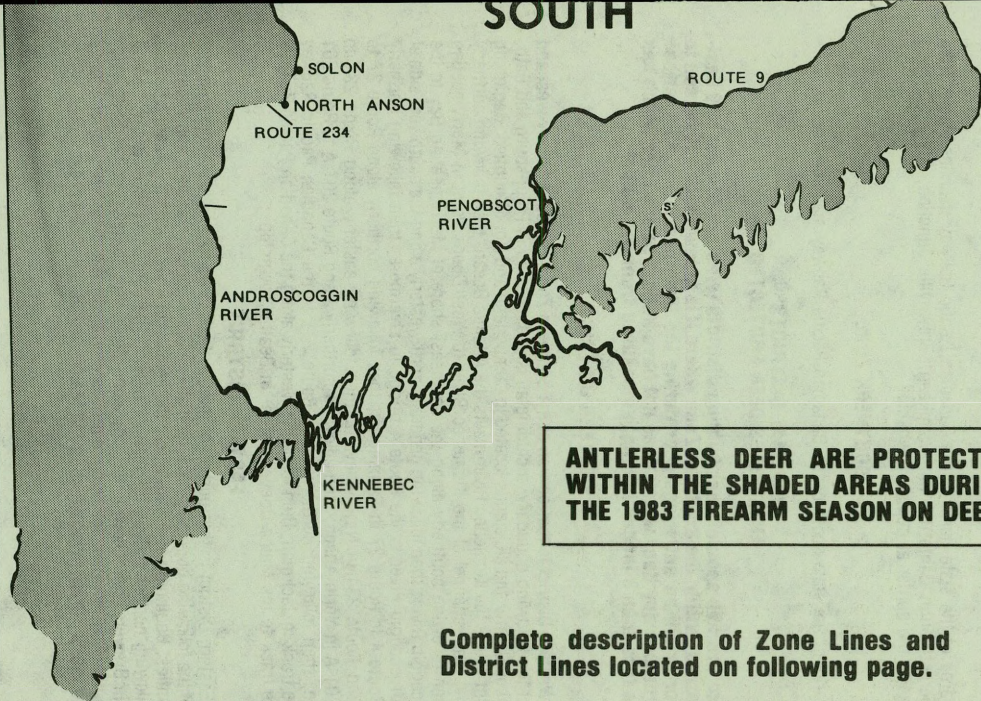 SOUTH
SOLON
ROUTE 9
NORTH ANSON
ROUTE 234
PENOBSCOT
RIVER
S
ANDROSCOGGIN
RIVER
ANTLERLESS DEER ARE PROTECT
WITHIN THE SHADED AREAS DURI
THE 1983 FIREARM SEASON ON DEE
KENNEBEC
RIVER
Complete description of Zone Lines and
District Lines located on following page.